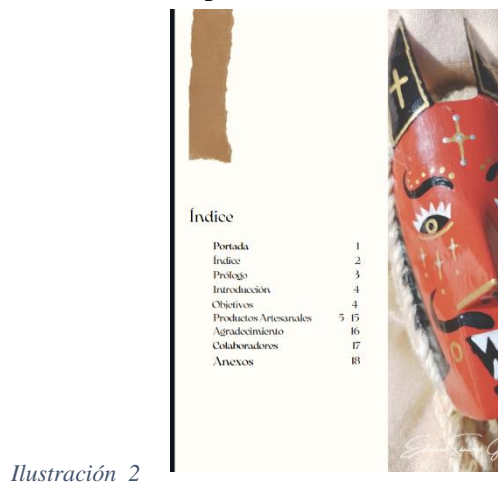 Índice
Portada 1
Índice 2
Prólogo 3
Introducción 4
Objetivos 4
Productos Artesanales 5 15
Agradecimiento 16
Colaboradores 17
Anexos 18
Ilustración 2